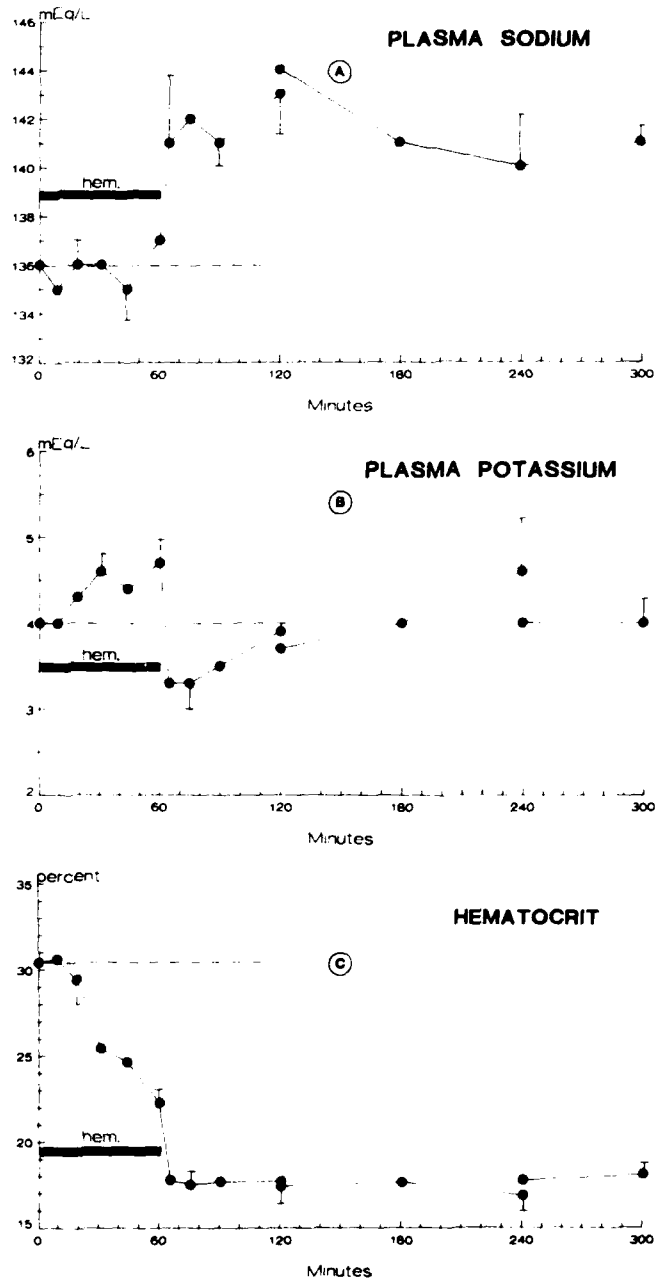 mEq/L
PLASMA SODIUM
A
146
144
142
140
138
136
134
132
hem.
0 60 120 180 240 300
Minutes
mEq/L
PLASMA POTASSIUM
B
6
5
4
3
2
hem.
0 60 120 180 240 300
Minutes
percent
HEMATOCRIT
C
35
30
25
20
15
hem.
0 60 120 180 240 300
Minutes